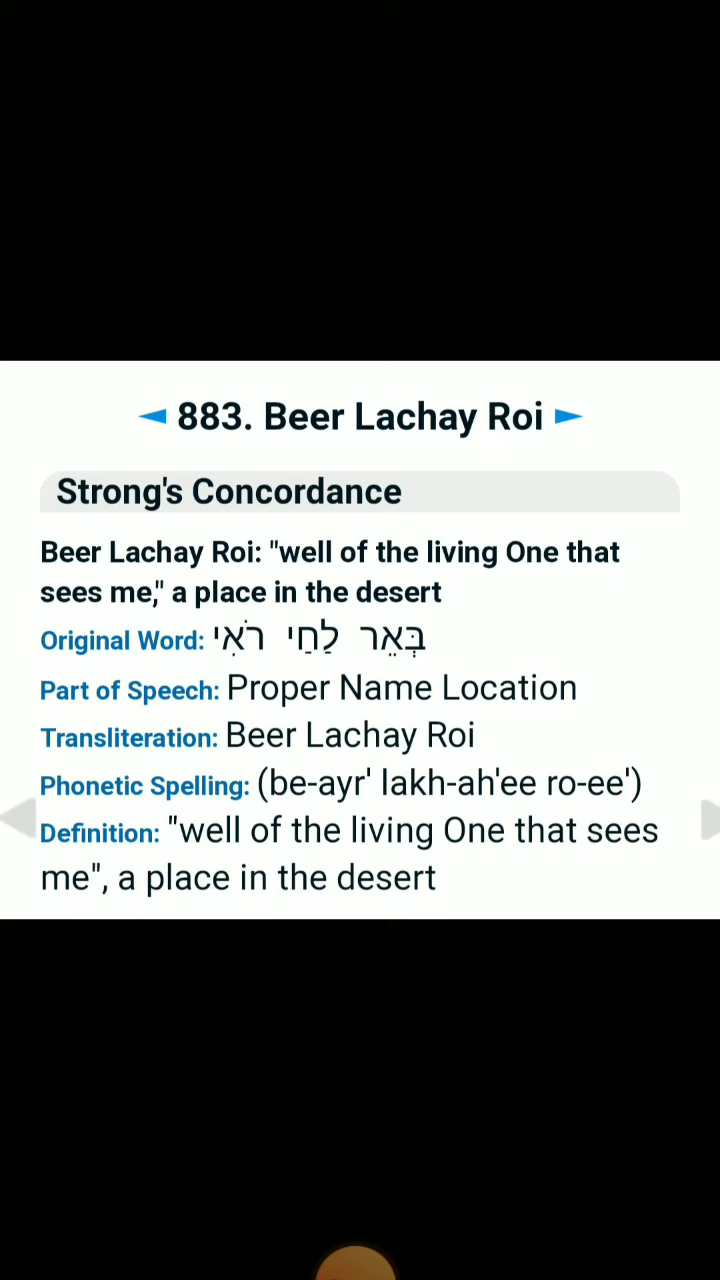 883. Beer Lachay Roi
Strong's Concordance
Beer Lachay Roi: "well of the living One that
sees me," a place in the desert
Original Word: בְּאֵר לַחַי רֹאִי
Part of Speech: Proper Name Location
Transliteration: Beer Lachay Roi
Phonetic Spelling: (be-ayr' lakh-ah'ee ro-ee')
Definition: "well of the living One that sees
me", a place in the desert